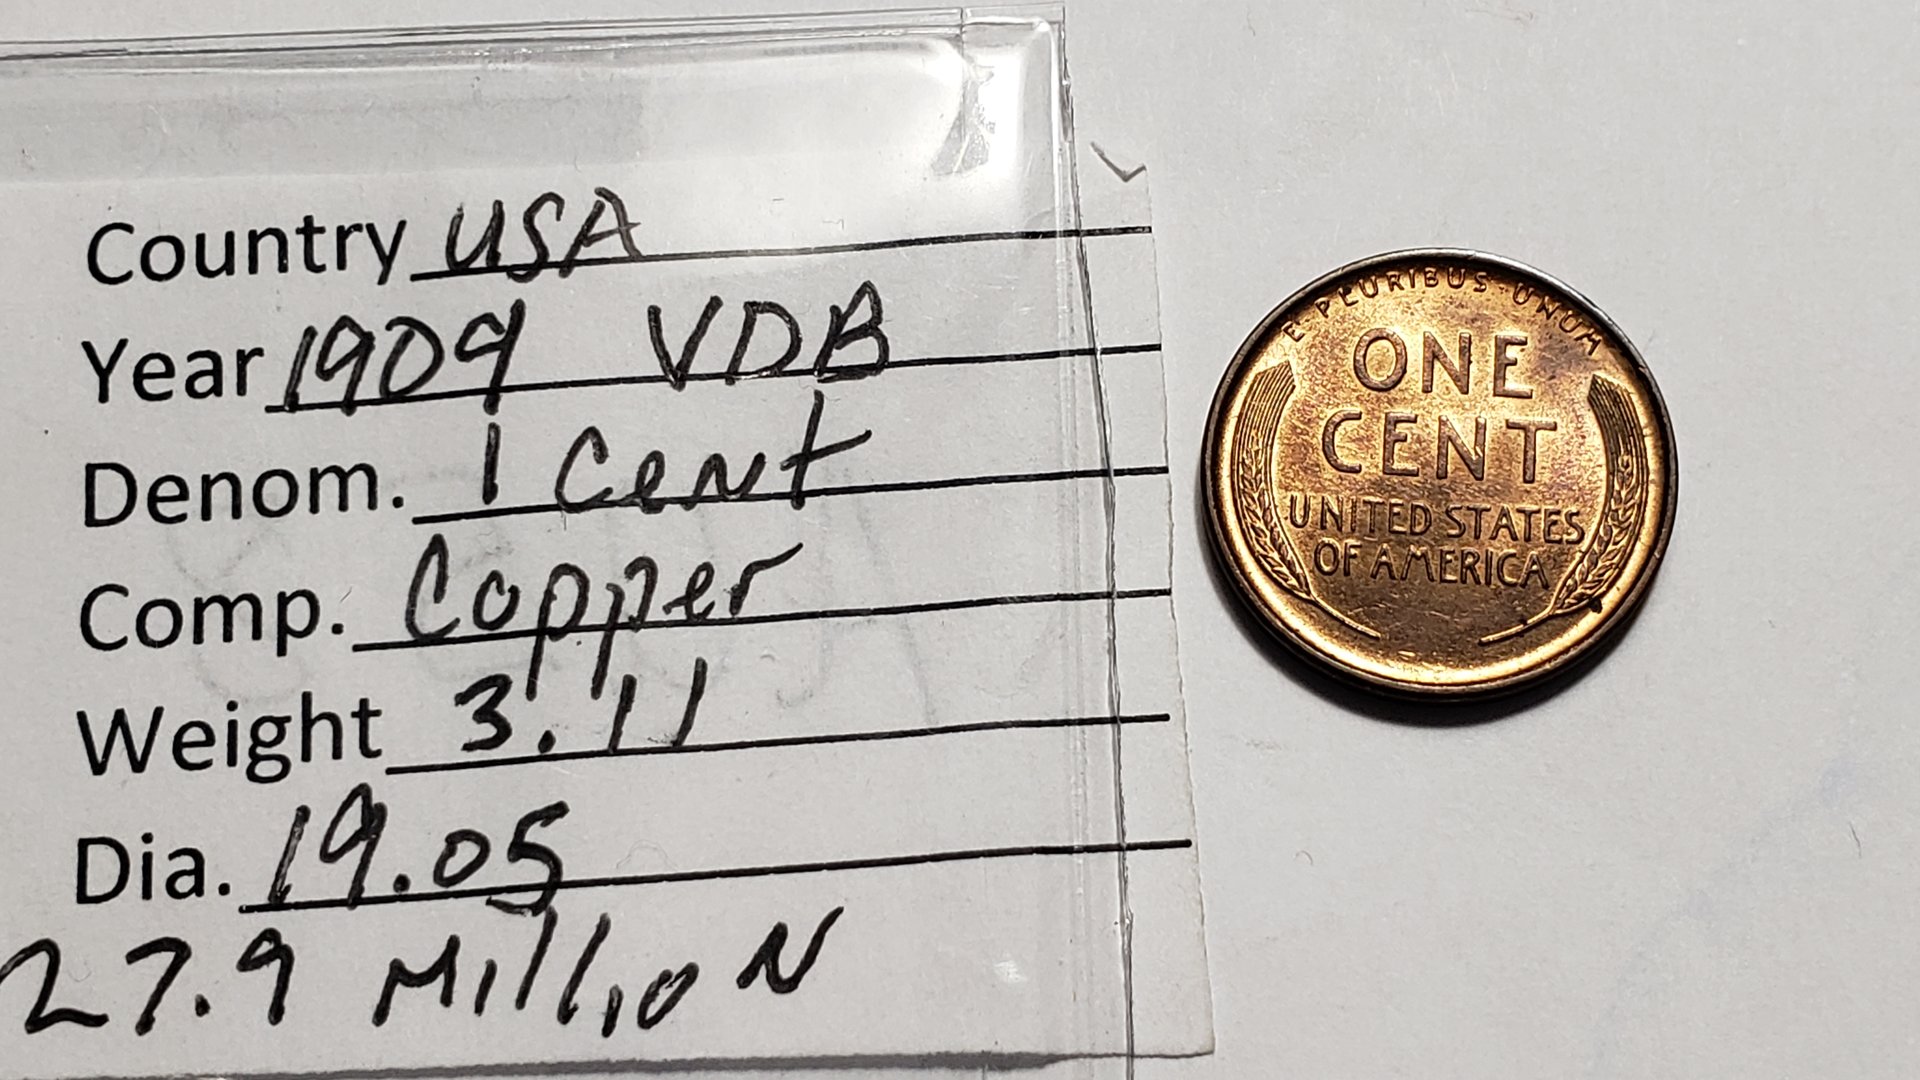 Country USA
Year 1909 VDB
Denom. 1 Cent
Comp. Copper
Weight 3.11
Dia. 19.05
27.9 Million
E·PLURIBUS·UNUM
ONE
CENT
UNITED STATES
OF AMERICA